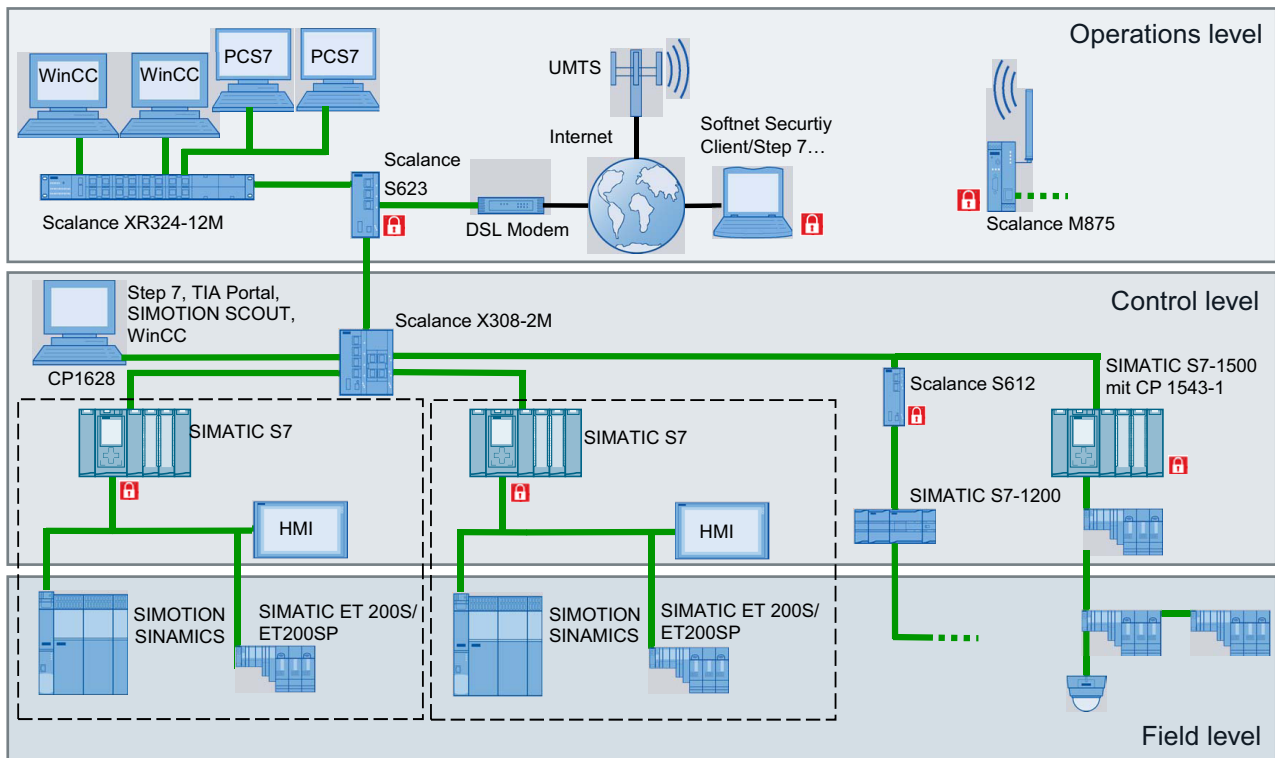 Operations level
WinCC
WinCC
PCS7
PCS7
UMTS
Internet
Softnet Securtiy
Client/Step 7…
Scalance
S623
Scalance XR324-12M
DSL Modem
Scalance M875
Control level
Step 7, TIA Portal,
SIMOTION SCOUT,
WinCC
CP1628
Scalance X308-2M
Scalance S612
SIMATIC S7-1500
mit CP 1543-1
SIMATIC S7
SIMATIC S7
SIMATIC S7-1200
HMI
HMI
SIMOTION
SINAMICS
SIMATIC ET 200S/
ET200SP
SIMOTION
SINAMICS
SIMATIC ET 200S/
ET200SP
Field level